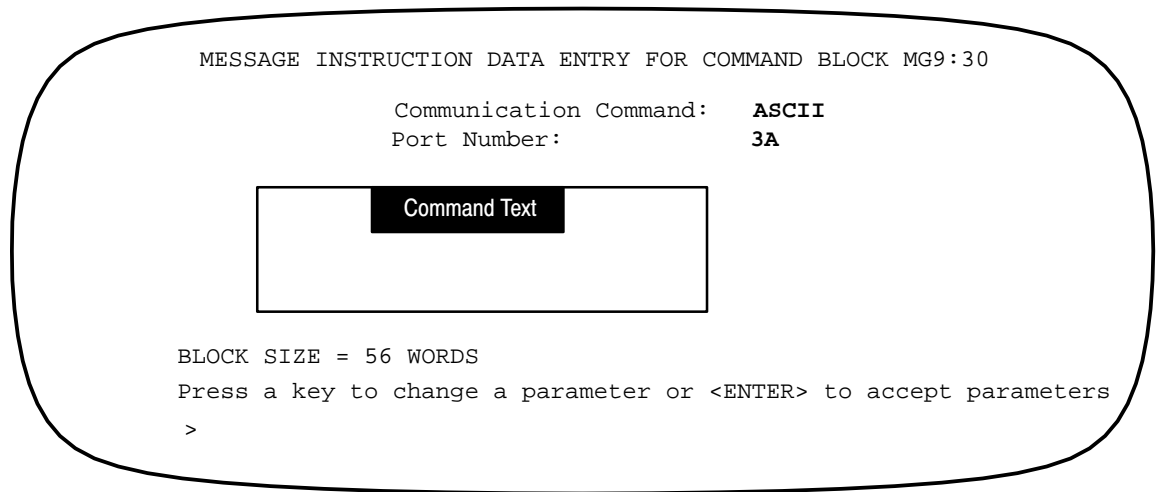 MESSAGE INSTRUCTION DATA ENTRY FOR COMMAND BLOCK MG9:30
Communication Command: ASCII
Port Number: 3A
Command Text
BLOCK SIZE = 56 WORDS
Press a key to change a parameter or <ENTER> to accept parameters
>